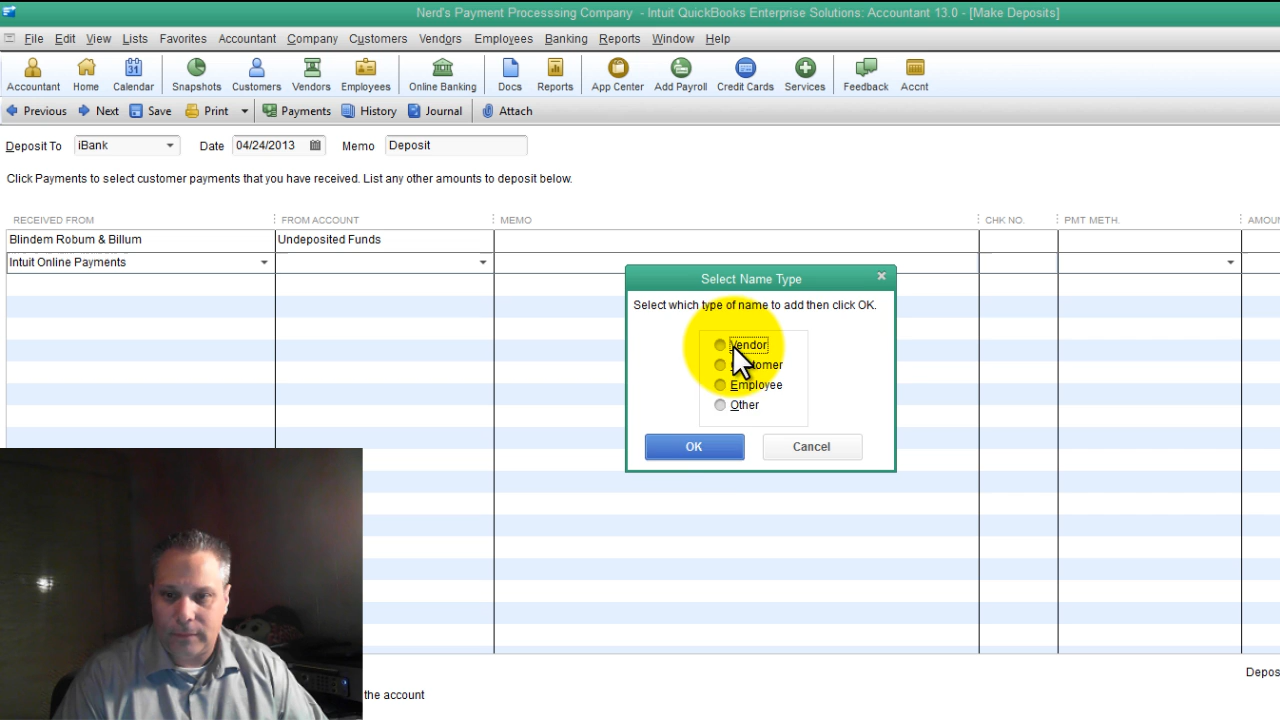 Nerd's Payment Processsing Company - Intuit QuickBooks Enterprise Solutions: Accountant 13.0 - [Make Deposits]
File Edit View Lists Favorites Accountant Company Customers Vendors Employees Banking Reports Window Help
31
Accountant Home Calendar Snapshots Customers Vendors Employees Online Banking Docs Reports App Center Add Payroll Credit Cards Services Feedback Accnt
Previous Next Save Print Payments History Journal Attach
Deposit To iBank Date 04/24/2013 Memo Deposit
Click Payments to select customer payments that you have received. List any other amounts to deposit below.
RECEIVED FROM FROM ACCOUNT MEMO CHK NO. PMT METH. AMOUN
Blindem Robum & Billum Undeposited Funds
Intuit Online Payments
Select Name Type
Select which type of name to add then click OK.
Vendor
Customer
Employee
Other
OK Cancel
Depos
the account